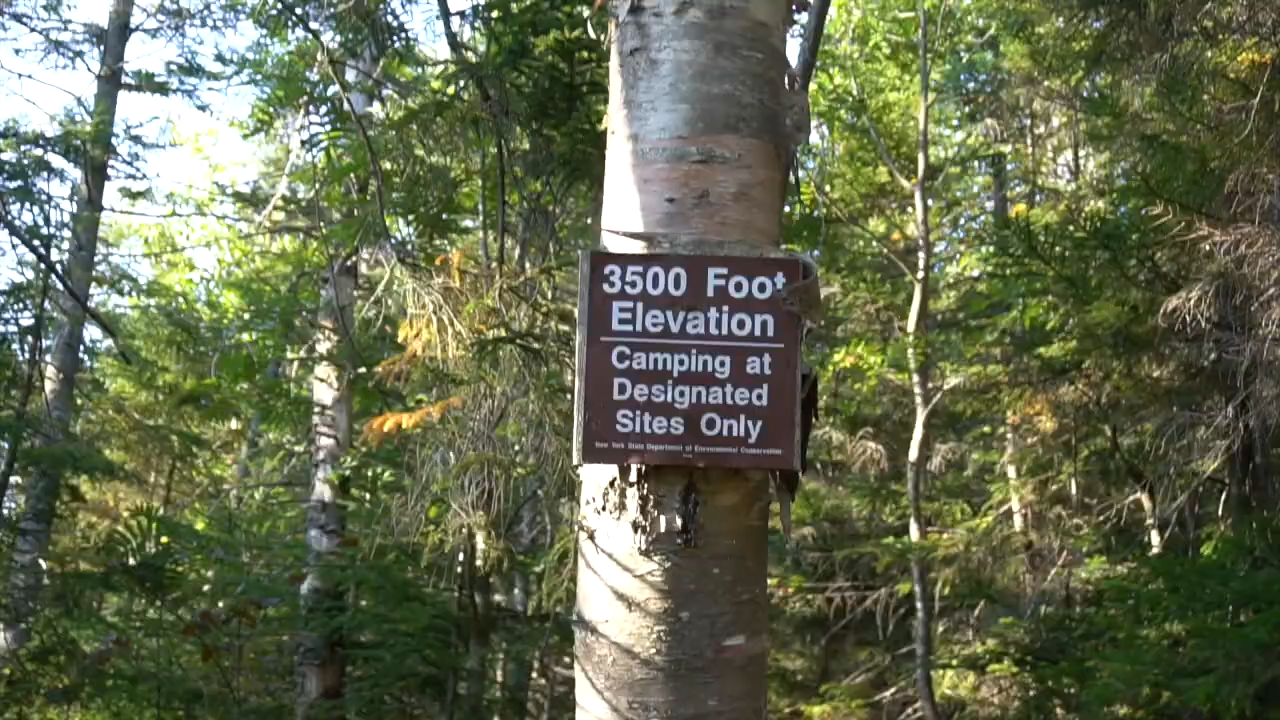 3500 Foot
Elevation
Camping at
Designated
Sites Only
New York State Department of Environmental Conservation